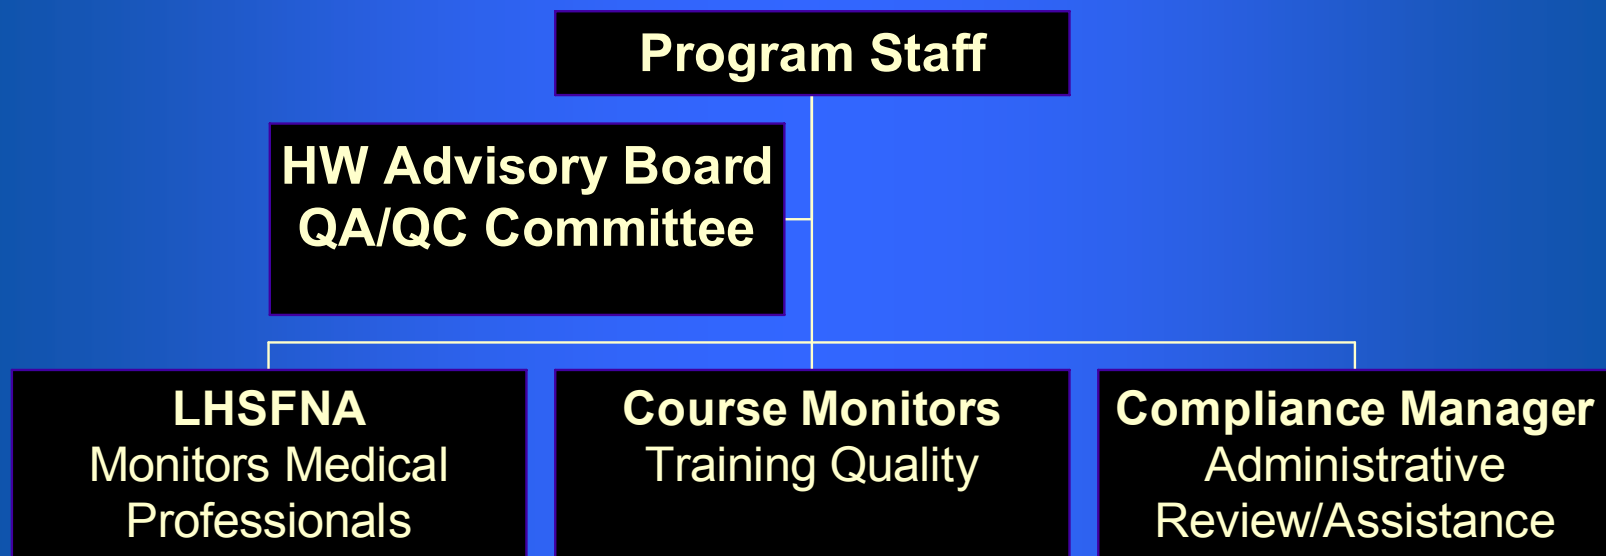 Program Staff
HW Advisory Board
QA/QC Committee
LHSFNA
Monitors Medical
Professionals
Course Monitors
Training Quality
Compliance Manager
Administrative
Review/Assistance